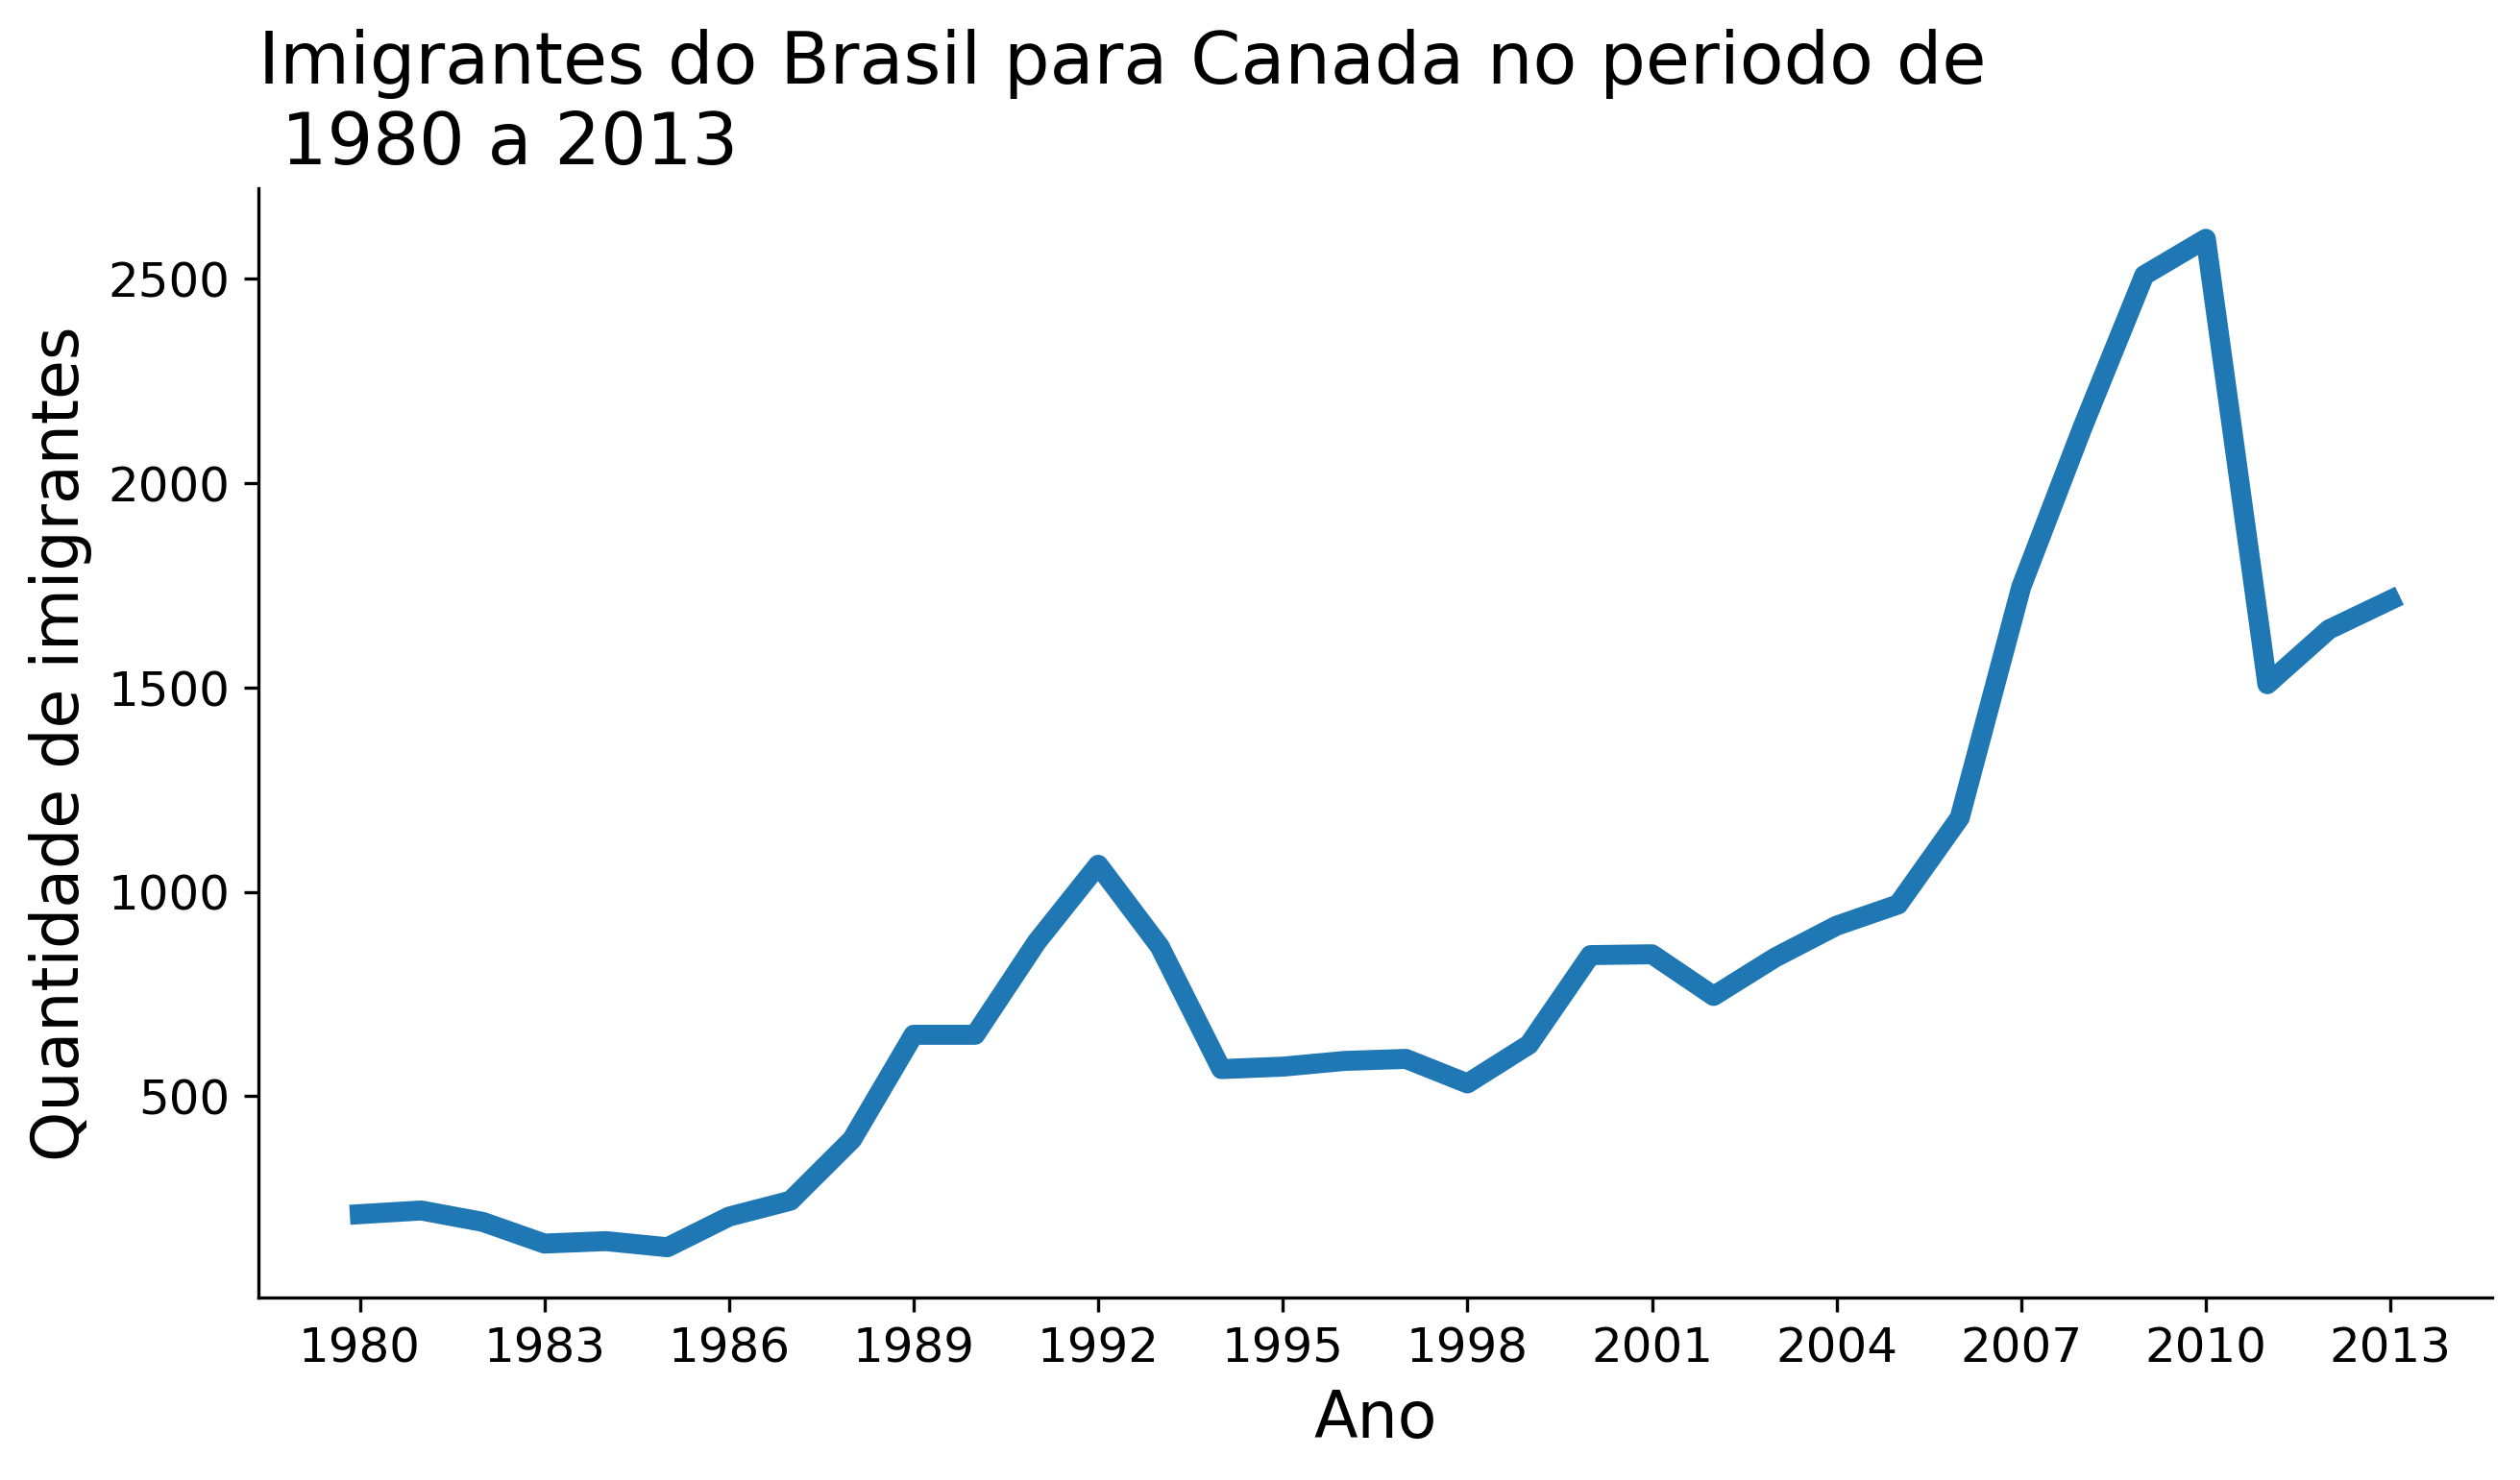 Imigrantes do Brasil para Canada no periodo de
1980 a 2013
Quantidade de imigrantes
2500
2000
1500
1000
500
1980 1983 1986 1989 1992 1995 1998 2001 2004 2007 2010 2013
Ano